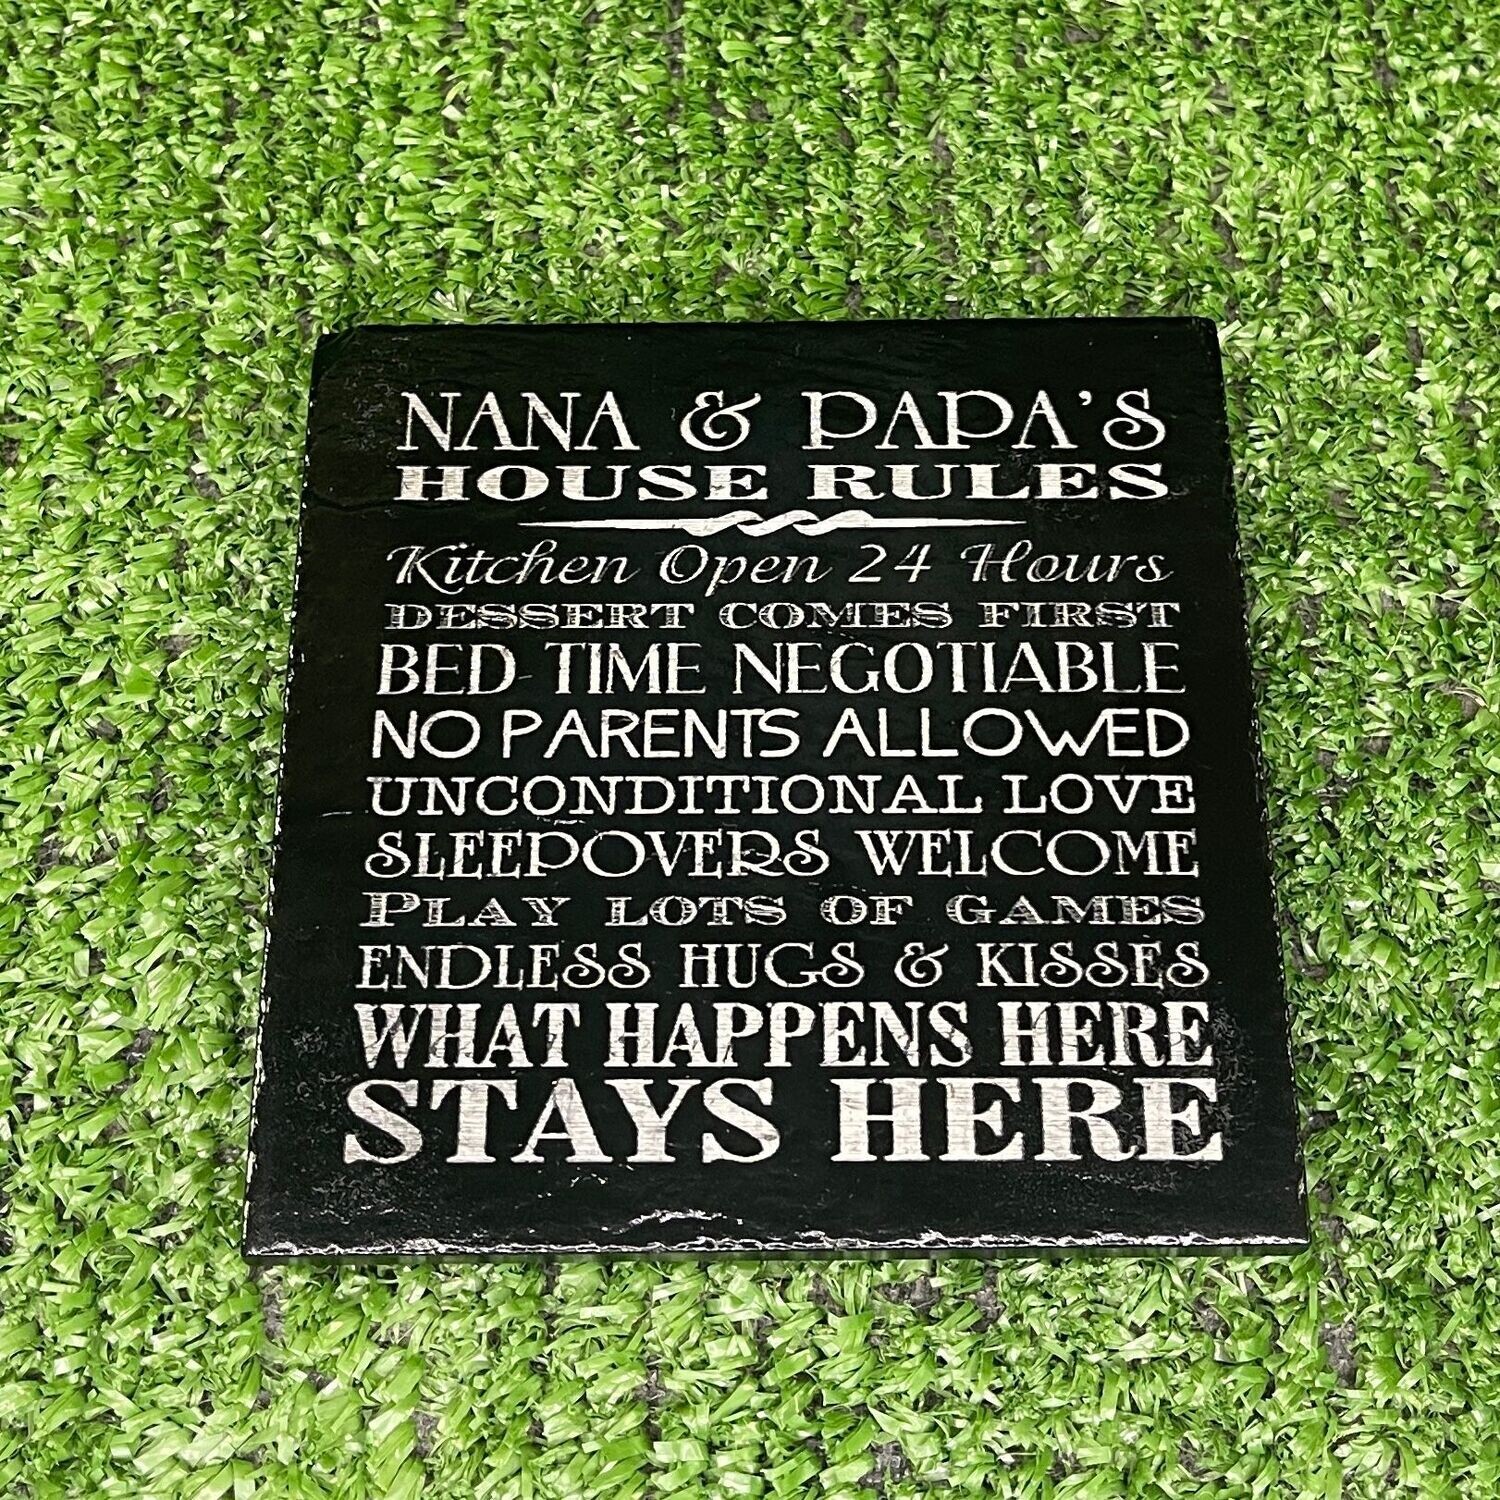 NANA & PAPA'S
HOUSE RULES
Kitchen Open 24 Hours
DESSERT COMES FIRST
BED TIME NEGOTIABLE
NO PARENTS ALLOWED
UNCONDITIONAL LOVE
SLEEPOVERS WELCOME
PLAY LOTS OF GAMES
ENDLESS HUGS & KISSES
WHAT HAPPENS HERE
STAYS HERE